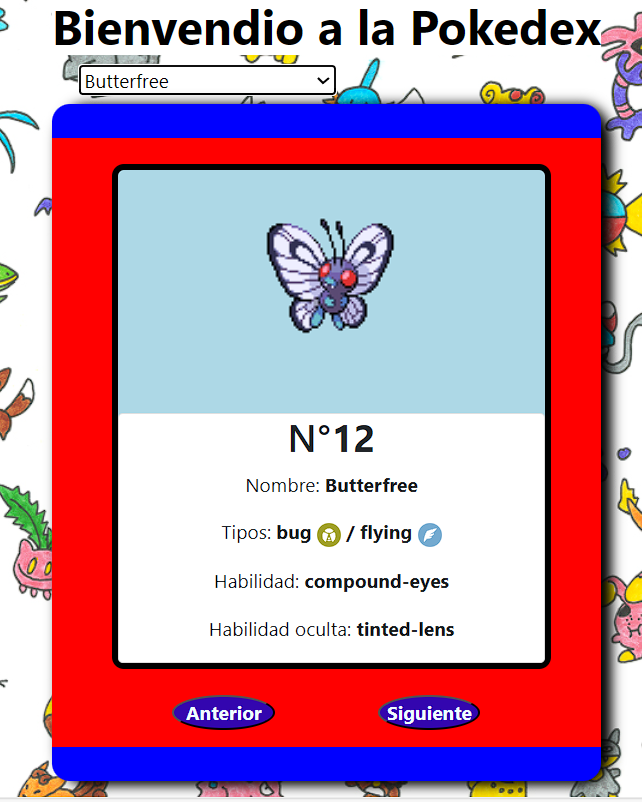 Bienvendio a la Pokedex
Butterfree
N°12
Nombre: Butterfree
Tipos: bug / flying
Habilidad: compound-eyes
Habilidad oculta: tinted-lens
Anterior
Siguiente